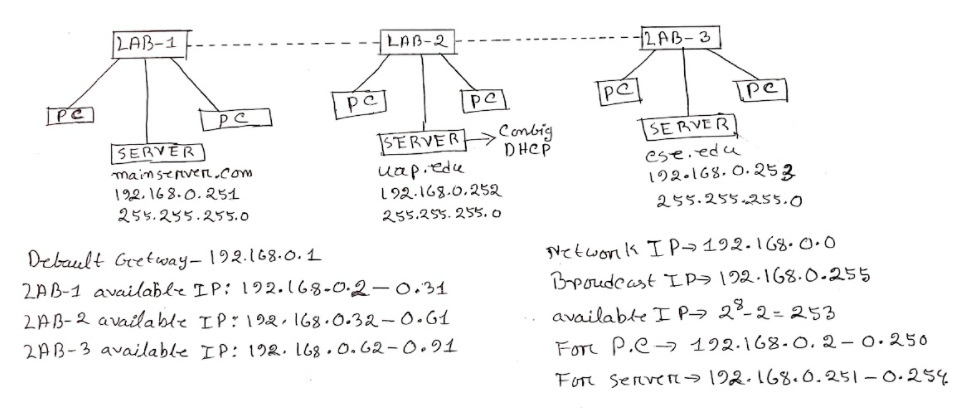 LAB-1
LAB-2
LAB-3
PC
PC
SERVER
mainserver.com
192.168.0.251
255.255.255.0
PC
PC
SERVER → Config DHCP
uap.edu
192.168.0.252
255.255.255.0
PC
PC
SERVER
cse.edu
192.168.0.253
255.255.255.0
Default Getway- 192.168.0.1
LAB-1 available IP: 192.168.0.2-0.31
LAB-2 available IP: 192.168.0.32-0.61
LAB-3 available IP: 192.168.0.62-0.91
Network IP→192.168.0.0
Broudcast IP→ 192.168.0.255
available IP→ 2⁸-2=253
For P.C → 192.168.0.2-0.250
For server→192.168.0.251-0.254